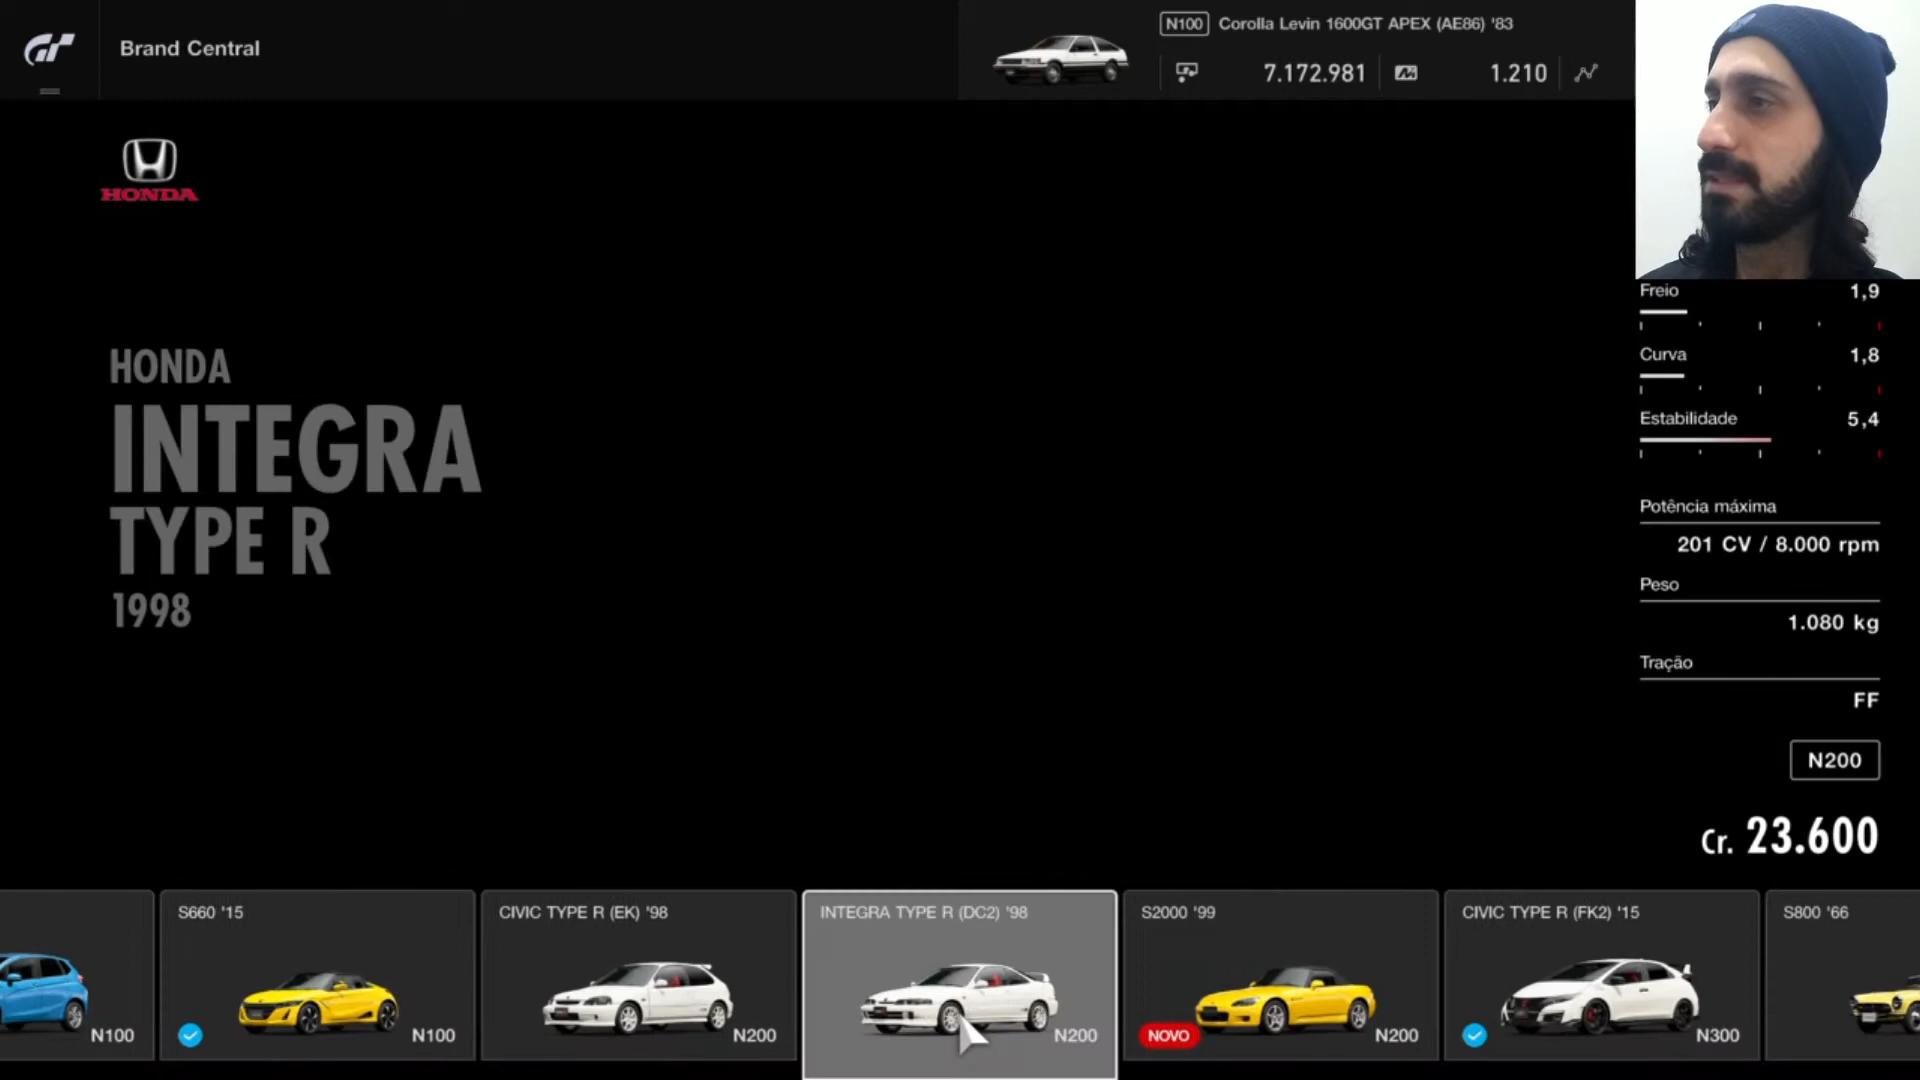 Brand Central
N100 Corolla Levin 1600GT APEX (AE86) '83
7.172.981
1.210
HONDA
HONDA
INTEGRA
TYPE R
1998
Freio 1,9
Curva 1,8
Estabilidade 5,4
Potência máxima
201 CV / 8.000 rpm
Peso
1.080 kg
Tração
FF
N200
Cr. 23.600
N100
S660 '15
N100
CIVIC TYPE R (EK) '98
N200
INTEGRA TYPE R (DC2) '98
N200
S2000 '99
NOVO
N200
CIVIC TYPE R (FK2) '15
N300
S800 '66